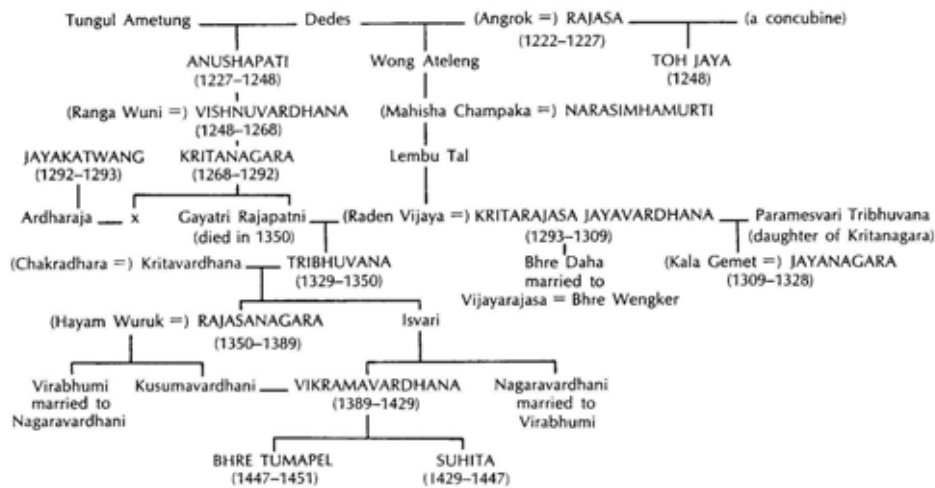 Tungul Ametung Dedes (Angrok =) RAJASA (a concubine)
(1222–1227)
ANUSHAPATI Wong Ateleng TOH JAYA
(1227–1248) (1248)
(Ranga Wuni =) VISHNUVARDHANA (Mahisha Champaka =) NARASIMHAMURTI
(1248–1268)
JAYAKATWANG KRITANAGARA Lembu Tal
(1292–1293) (1268–1292)
Ardharaja x Gayatri Rajapatni (Raden Vijaya =) KRITARAJASA JAYAVARDHANA Paramesvari Tribhuvana
(died in 1350) (1293–1309) (daughter of Kritanagara)
(Chakradhara =) Kritavardhana TRIBHUVANA Bhre Daha (Kala Gemet =) JAYANAGARA
(1329–1350) married to (1309–1328)
Vijayarajasa = Bhre Wengker
(Hayam Wuruk =) RAJASANAGARA Isvari
(1350–1389)
Virabhumi Kusumavardhani VIKRAMAVARDHANA Nagaravardhani
married to (1389–1429) married to
Nagaravardhani Virabhumi
BHRE TUMAPEL SUHITA
(1447–1451) (1429–1447)